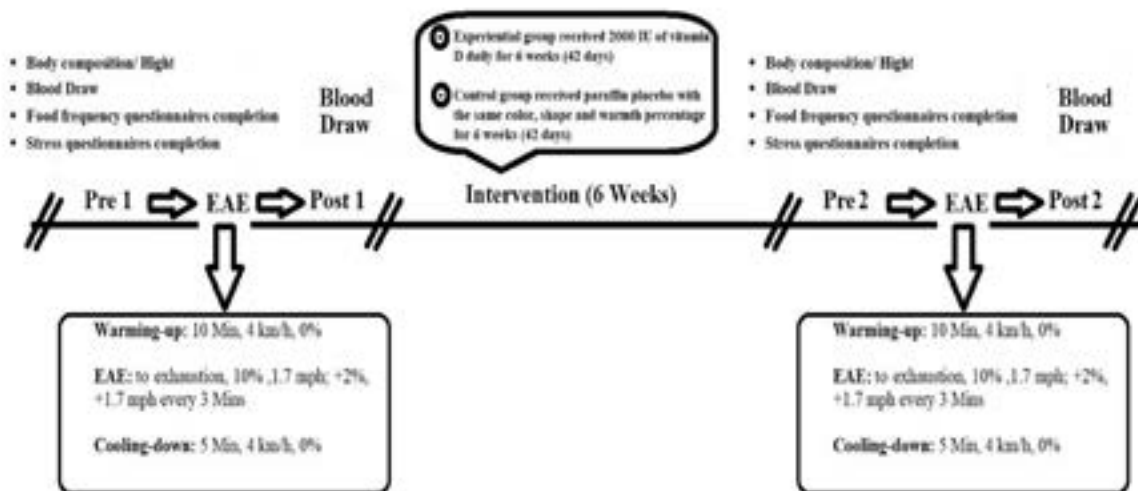 Experiential group received 2000 IU of vitamin
D daily for 6 weeks (42 days)
Control group received paraffin placebo with
the same color, shape and warmth percentage
for 6 weeks (42 days)
• Body composition/ Hight
• Blood Draw
• Food frequency questionnaires completion
• Stress questionnaires completion
Blood
Draw
• Body composition/ Hight
• Blood Draw
• Food frequency questionnaires completion
• Stress questionnaires completion
Blood
Draw
Pre 1 EAE Post 1
Intervention (6 Weeks)
Pre 2 EAE Post 2
Warming-up: 10 Min, 4 km/h, 0%
EAE: to exhaustion, 10% ,1.7 mph; +2%,
+1.7 mph every 3 Mins
Cooling-down: 5 Min, 4 km/h, 0%
Warming-up: 10 Min, 4 km/h, 0%
EAE: to exhaustion, 10% ,1.7 mph; +2%,
+1.7 mph every 3 Mins
Cooling-down: 5 Min, 4 km/h, 0%